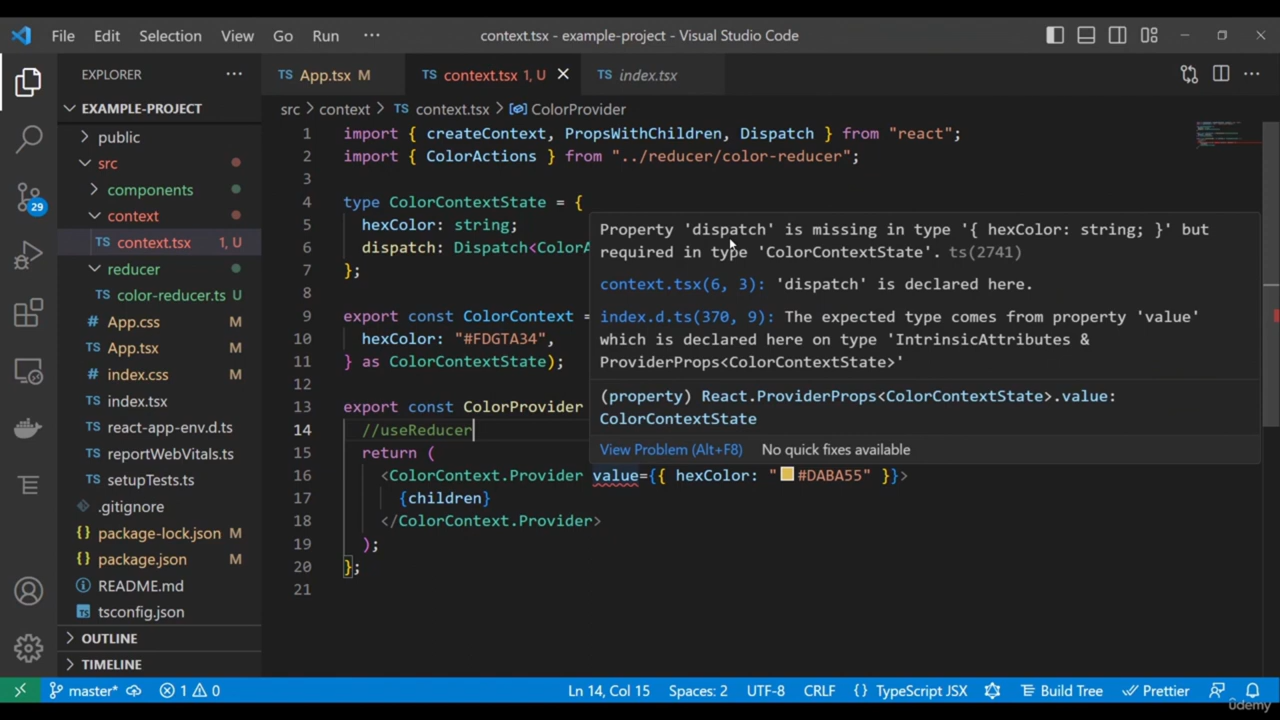 File Edit Selection View Go Run ··· context.tsx - example-project - Visual Studio Code
EXPLORER ···
TS App.tsx M TS context.tsx 1, U × TS index.tsx ···
EXAMPLE-PROJECT
src > context > TS context.tsx > ColorProvider
public
src
components
context
TS context.tsx 1, U
reducer
TS color-reducer.ts U
# App.css M
TS App.tsx M
# index.css M
TS index.tsx
TS react-app-env.d.ts
TS reportWebVitals.ts
TS setupTests.ts
.gitignore
{} package-lock.json M
{} package.json M
README.md
TS tsconfig.json
OUTLINE
TIMELINE
29
1 import { createContext, PropsWithChildren, Dispatch } from "react";
2 import { ColorActions } from "../reducer/color-reducer";
3
4 type ColorContextState = {
5 hexColor: string;
6 dispatch: Dispatch<ColorA
7 };
8
9 export const ColorContext =
10 hexColor: "#FDGTA34",
11 } as ColorContextState);
12
13 export const ColorProvider
14 //useReducer
15 return (
16 <ColorContext.Provider value={{ hexColor: "#DABA55" }}>
17 {children}
18 </ColorContext.Provider>
19 );
20 };
21
Property 'dispatch' is missing in type '{ hexColor: string; }' but
required in type 'ColorContextState'. ts(2741)
context.tsx(6, 3): 'dispatch' is declared here.
index.d.ts(370, 9): The expected type comes from property 'value'
which is declared here on type 'IntrinsicAttributes &
ProviderProps<ColorContextState>'
(property) React.ProviderProps<ColorContextState>.value:
ColorContextState
View Problem (Alt+F8) No quick fixes available
master* 1 0 Ln 14, Col 15 Spaces: 2 UTF-8 CRLF {} TypeScript JSX Build Tree Prettier
ûdemy